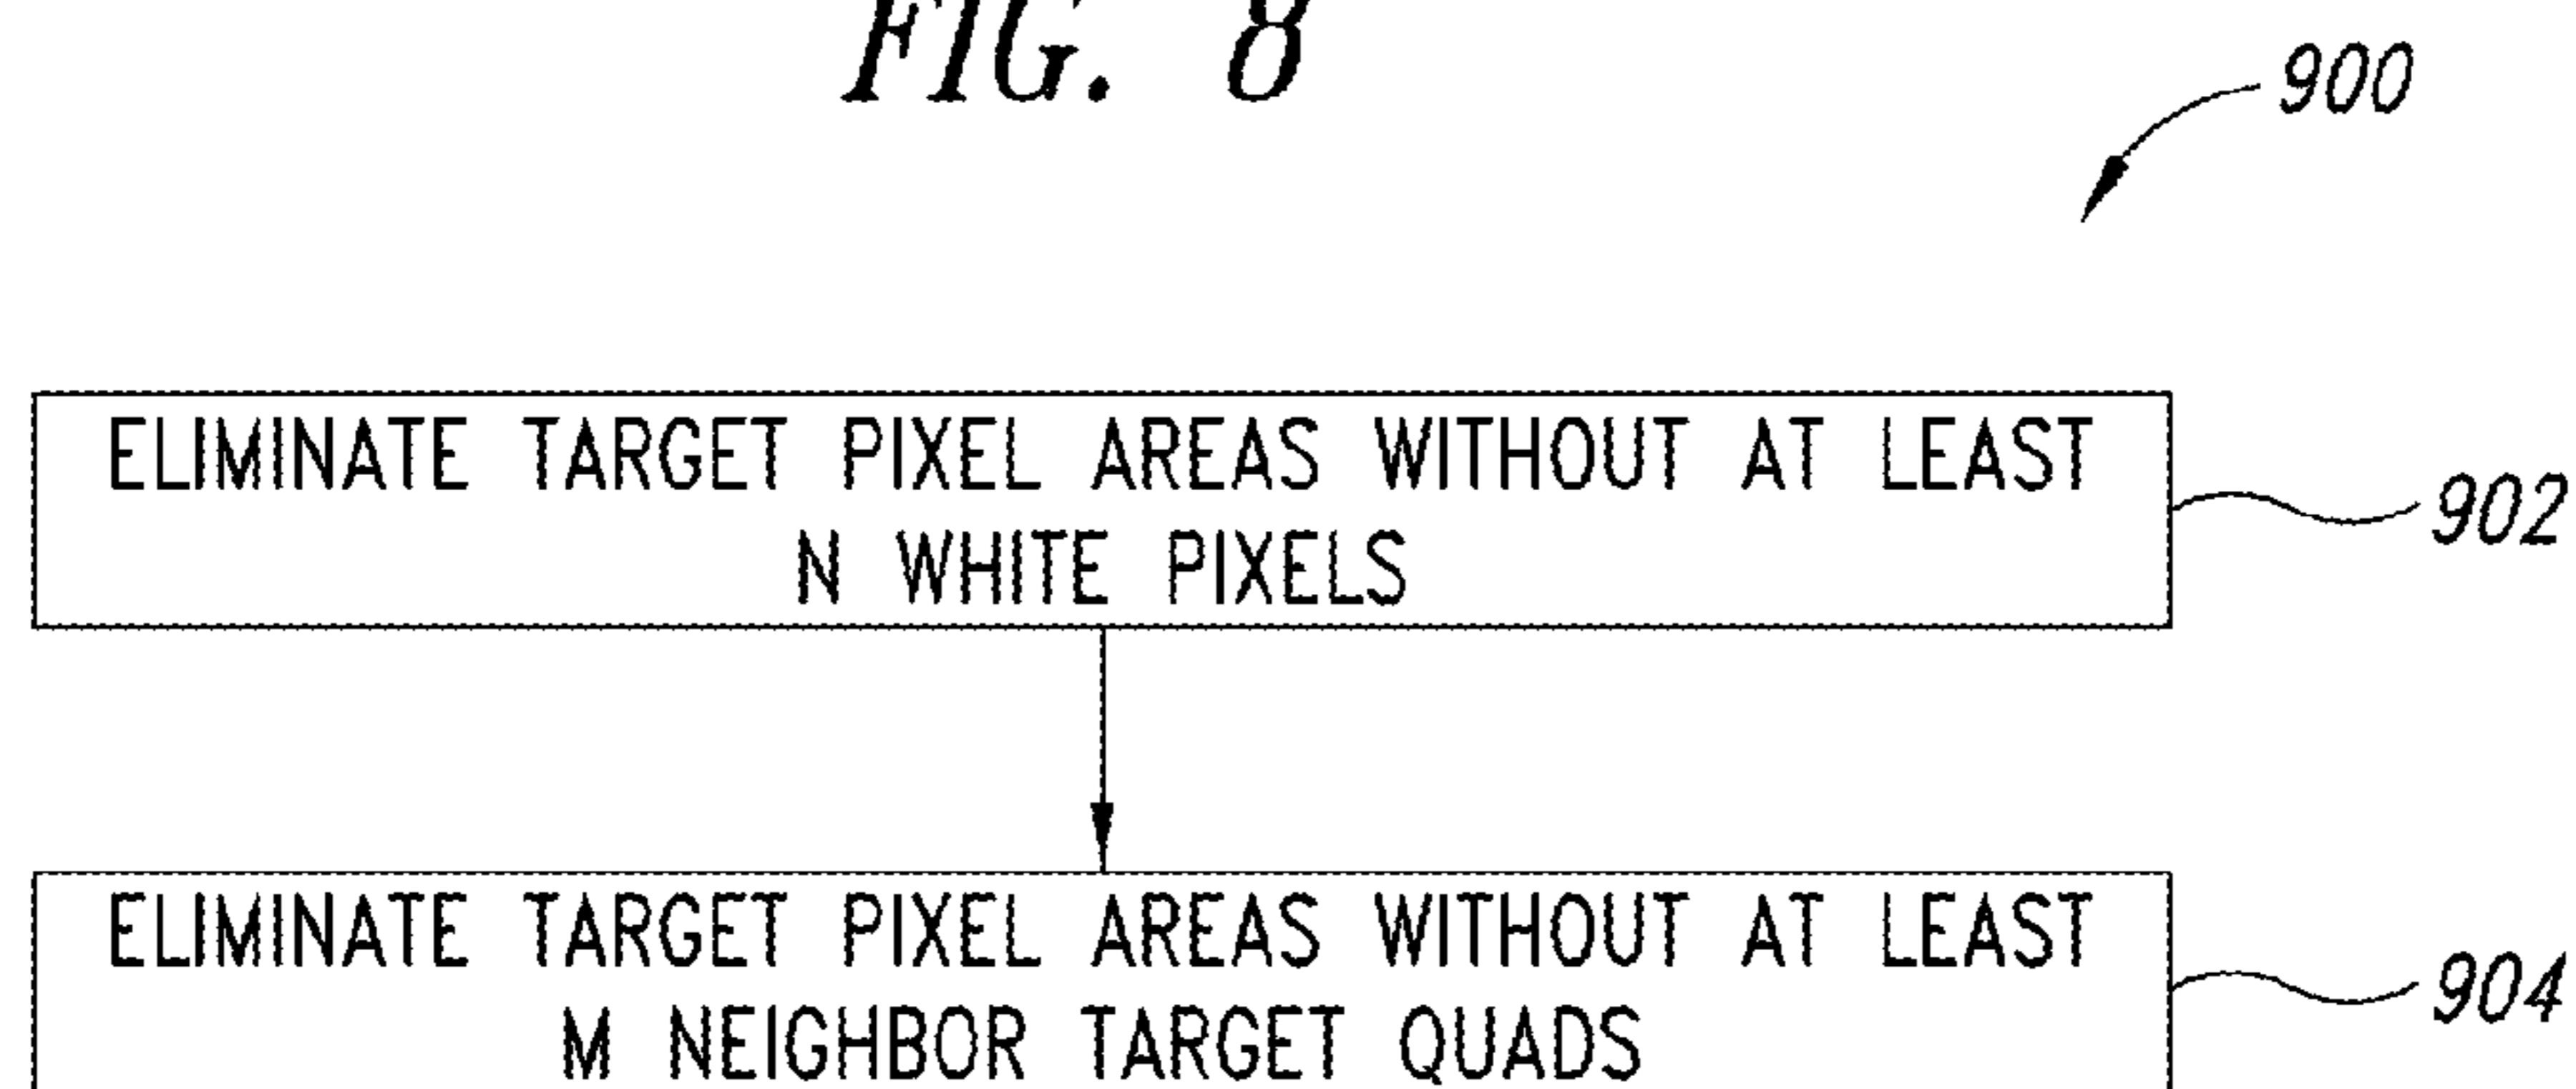 FIG. 8
900
ELIMINATE TARGET PIXEL AREAS WITHOUT AT LEAST
N WHITE PIXELS
902
ELIMINATE TARGET PIXEL AREAS WITHOUT AT LEAST
M NEIGHBOR TARGET QUADS
904